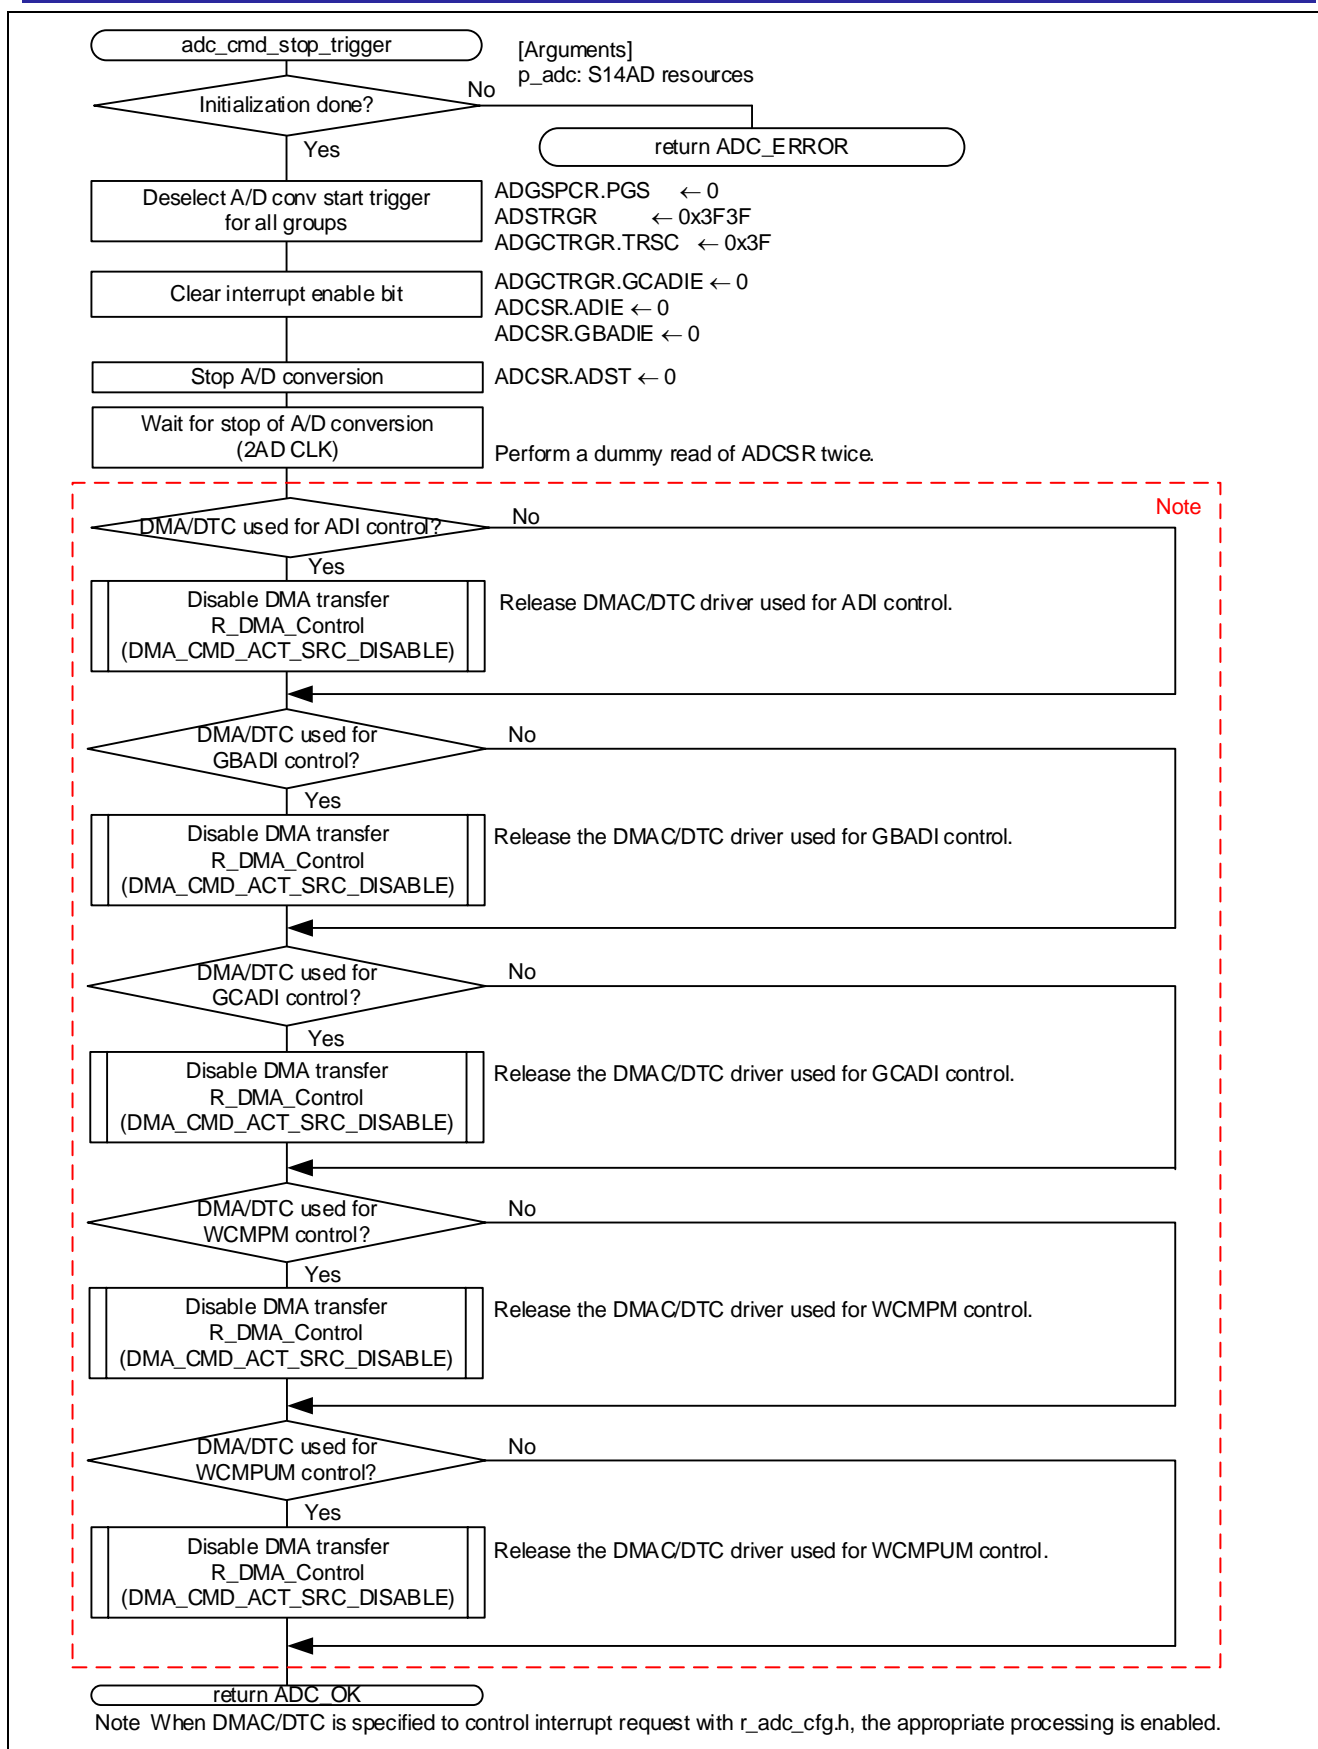 adc_cmd_stop_trigger
[Arguments]
p_adc: S14AD resources
Initialization done?
No
return ADC_ERROR
Yes
Deselect A/D conv start trigger
for all groups
ADGSPCR.PGS ← 0
ADSTRGR ← 0x3F3F
ADGCTRGR.TRSC ← 0x3F
Clear interrupt enable bit
ADGCTRGR.GCADIE ← 0
ADCSR.ADIE ← 0
ADCSR.GBADIE ← 0
Stop A/D conversion
ADCSR.ADST ← 0
Wait for stop of A/D conversion
(2AD CLK)
Perform a dummy read of ADCSR twice.
Note
DMA/DTC used for ADI control?
No
Yes
Disable DMA transfer
R_DMA_Control
(DMA_CMD_ACT_SRC_DISABLE)
Release DMAC/DTC driver used for ADI control.
DMA/DTC used for
GBADI control?
No
Yes
Disable DMA transfer
R_DMA_Control
(DMA_CMD_ACT_SRC_DISABLE)
Release the DMAC/DTC driver used for GBADI control.
DMA/DTC used for
GCADI control?
No
Yes
Disable DMA transfer
R_DMA_Control
(DMA_CMD_ACT_SRC_DISABLE)
Release the DMAC/DTC driver used for GCADI control.
DMA/DTC used for
WCMPM control?
No
Yes
Disable DMA transfer
R_DMA_Control
(DMA_CMD_ACT_SRC_DISABLE)
Release the DMAC/DTC driver used for WCMPM control.
DMA/DTC used for
WCMPUM control?
No
Yes
Disable DMA transfer
R_DMA_Control
(DMA_CMD_ACT_SRC_DISABLE)
Release the DMAC/DTC driver used for WCMPUM control.
return ADC_OK
Note When DMAC/DTC is specified to control interrupt request with r_adc_cfg.h, the appropriate processing is enabled.